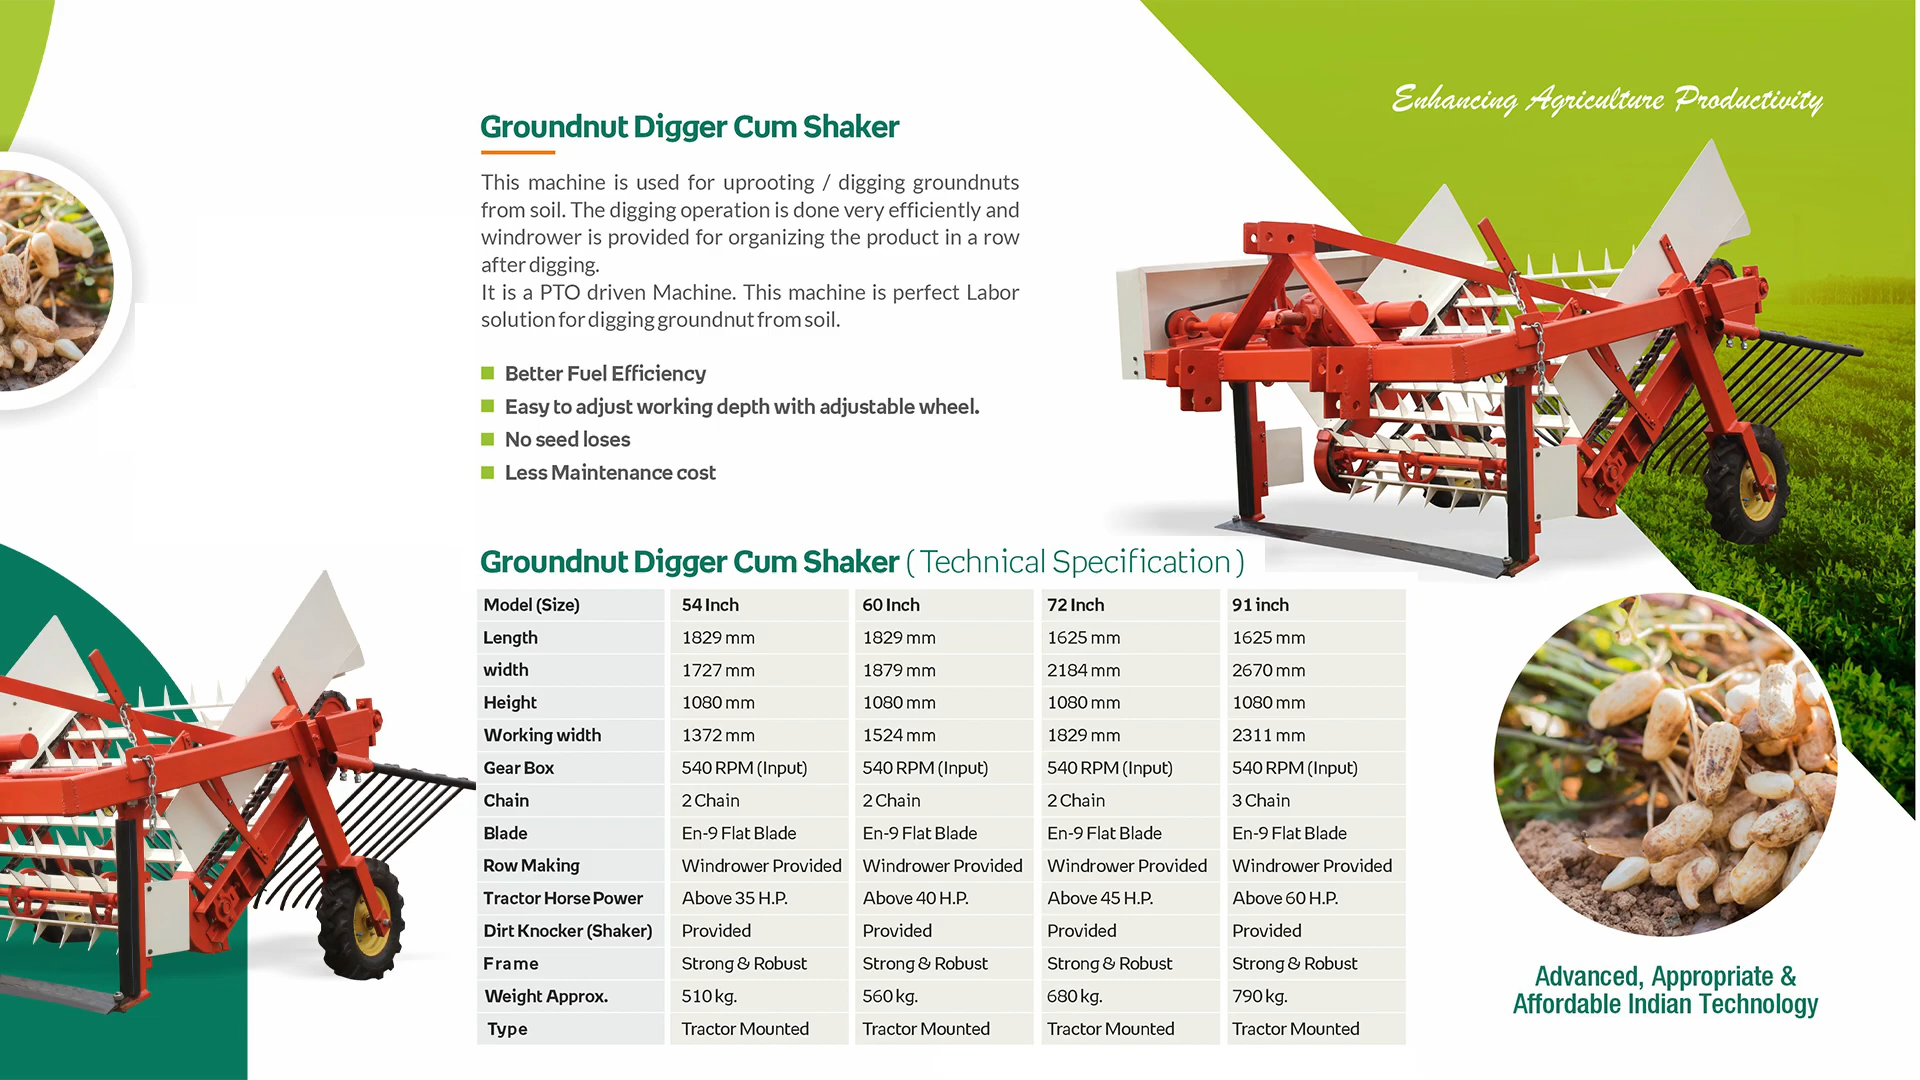 Enhancing Agriculture Productivity
Groundnut Digger Cum Shaker
This machine is used for uprooting / digging groundnuts
from soil. The digging operation is done very efficiently and
windrower is provided for organizing the product in a row
after digging.
It is a PTO driven Machine. This machine is perfect Labor
solution for digging groundnut from soil.
Better Fuel Efficiency
Easy to adjust working depth with adjustable wheel.
No seed loses
Less Maintenance cost
Groundnut Digger Cum Shaker ( Technical Specification )
Model (Size) 54 Inch 60 Inch 72 Inch 91 inch
Length 1829 mm 1829 mm 1625 mm 1625 mm
width 1727 mm 1879 mm 2184 mm 2670 mm
Height 1080 mm 1080 mm 1080 mm 1080 mm
Working width 1372 mm 1524 mm 1829 mm 2311 mm
Gear Box 540 RPM (Input) 540 RPM (Input) 540 RPM (Input) 540 RPM (Input)
Chain 2 Chain 2 Chain 2 Chain 3 Chain
Blade En-9 Flat Blade En-9 Flat Blade En-9 Flat Blade En-9 Flat Blade
Row Making Windrower Provided Windrower Provided Windrower Provided Windrower Provided
Tractor Horse Power Above 35 H.P. Above 40 H.P. Above 45 H.P. Above 60 H.P.
Dirt Knocker (Shaker) Provided Provided Provided Provided
Frame Strong & Robust Strong & Robust Strong & Robust Strong & Robust
Weight Approx. 510 kg. 560 kg. 680 kg. 790 kg.
Type Tractor Mounted Tractor Mounted Tractor Mounted Tractor Mounted
Advanced, Appropriate &
Affordable Indian Technology